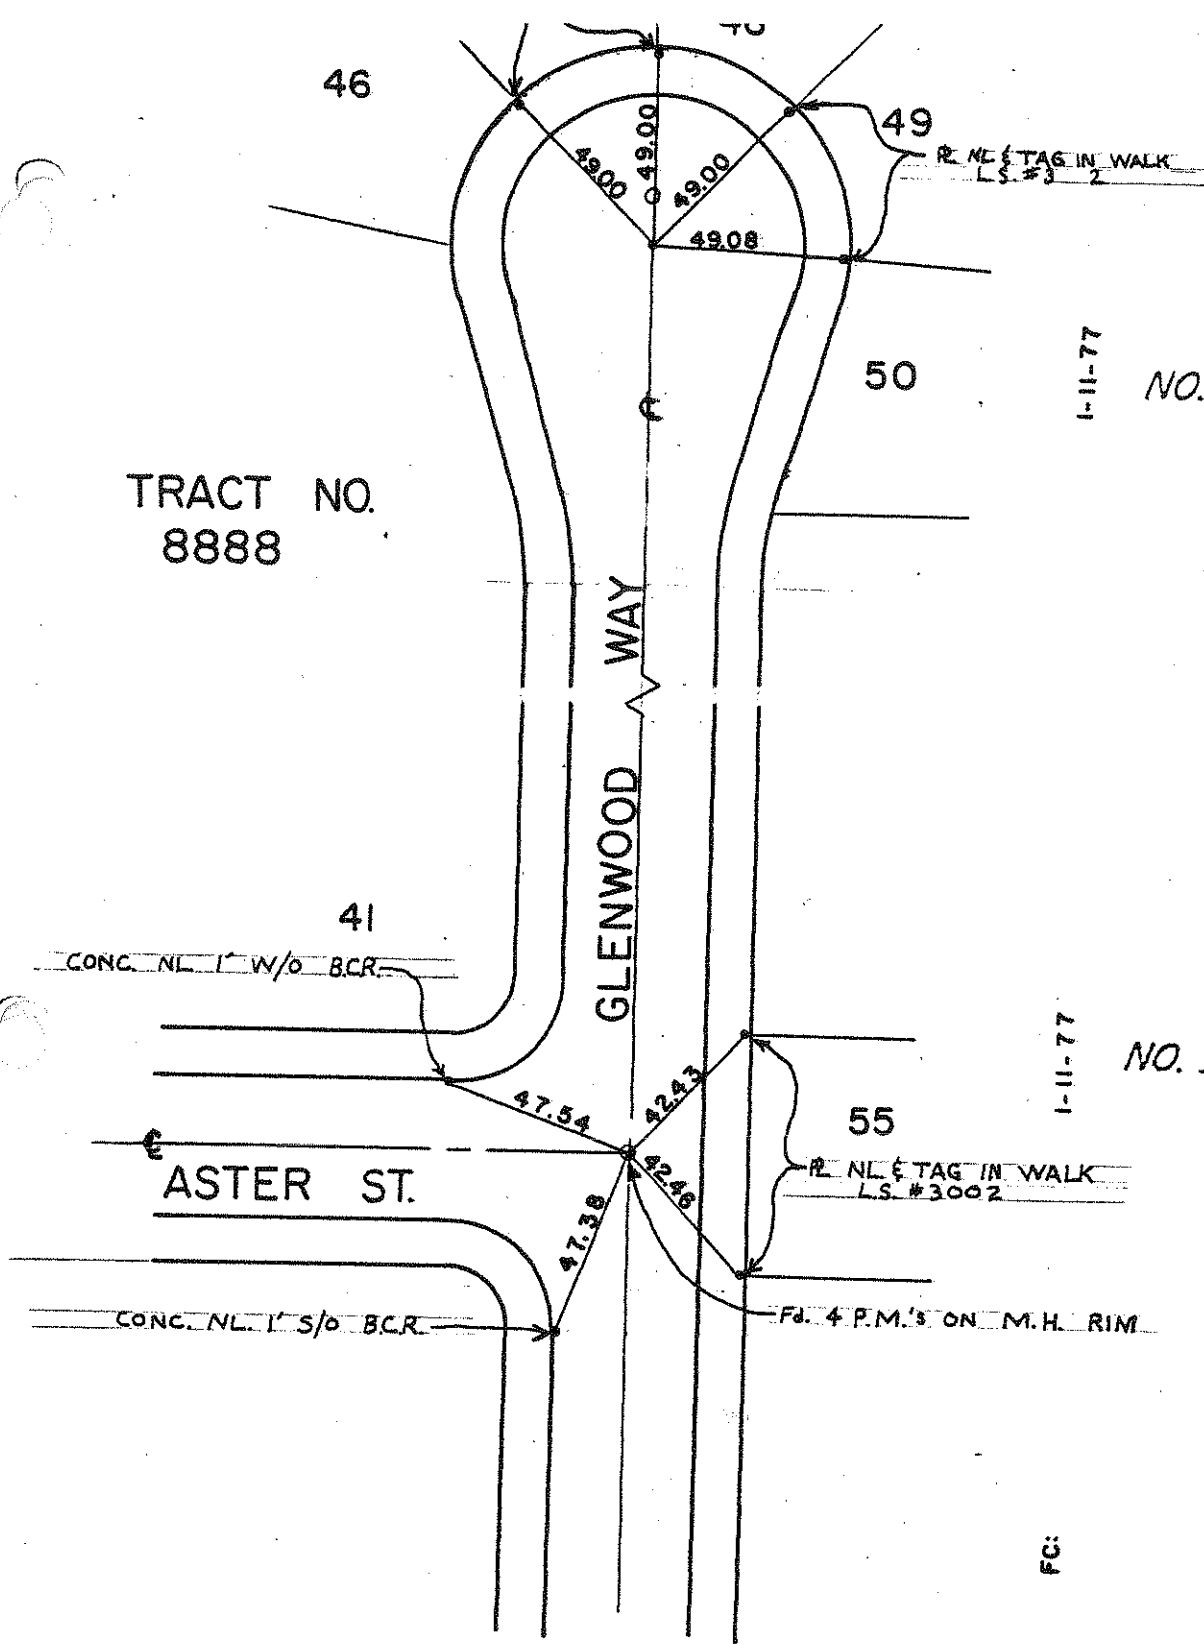 46
49
49.00
49.00
49.00
49.08
P̲L NL & TAG IN WALK
L.S. #3 2
50
1-11-77
NO.
℄
TRACT NO.
8888
GLENWOOD WAY
41
CONC. NL. 1' W/O B.C.R.
1-11-77
NO.
47.54
42.43
55
℄
ASTER ST.
42.46
47.38
P̲L NL & TAG IN WALK
L.S. #3002
CONC. NL. 1' S/O B.C.R.
Fd. 4 P.M.'s ON M.H. RIM
FC: